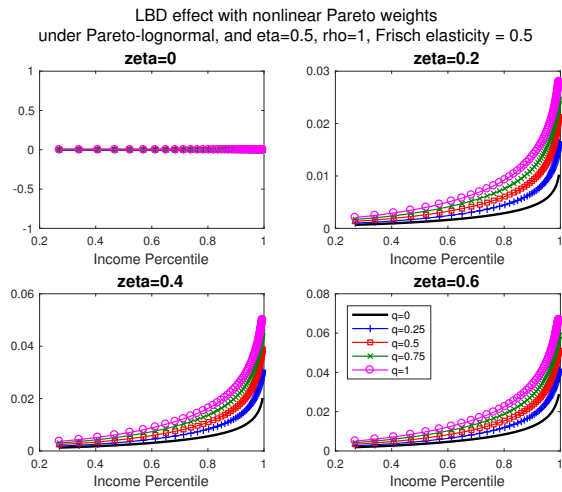 LBD effect with nonlinear Pareto weights
under Pareto-lognormal, and eta=0.5, rho=1, Frisch elasticity = 0.5
zeta=0
1
0.5
0
-0.5
-1
0.2 0.4 0.6 0.8 1
Income Percentile
zeta=0.2
0.03
0.02
0.01
0
0.2 0.4 0.6 0.8 1
Income Percentile
zeta=0.4
0.06
0.04
0.02
0
0.2 0.4 0.6 0.8 1
Income Percentile
zeta=0.6
0.08
0.06
0.04
0.02
0
q=0
q=0.25
q=0.5
q=0.75
q=1
0.2 0.4 0.6 0.8 1
Income Percentile